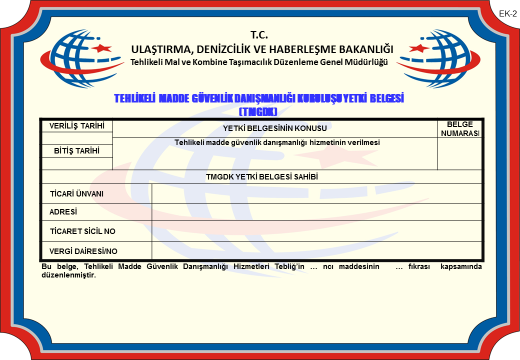 EK-2
T.C.
ULAŞTIRMA, DENİZCİLİK VE HABERLEŞME BAKANLIĞI
Tehlikeli Mal ve Kombine Taşımacılık Düzenleme Genel Müdürlüğü
TEHLİKELİ MADDE GÜVENLİK DANIŞMANLIĞI KURULUŞU YETKİ BELGESİ
(TMGDK)
VERİLİŞ TARİHİ
YETKİ BELGESİNİN KONUSU
BELGE
NUMARASI
Tehlikeli madde güvenlik danışmanlığı hizmetinin verilmesi
BİTİŞ TARİHİ
TMGDK YETKİ BELGESİ SAHİBİ
TİCARİ ÜNVANI
ADRESİ
TİCARET SİCİL NO
VERGİ DAİRESİ/NO
Bu belge, Tehlikeli Madde Güvenlik Danışmanlığı Hizmetleri Tebliğ'in ... ncı maddesinin ... fıkrası kapsamında
düzenlenmiştir.